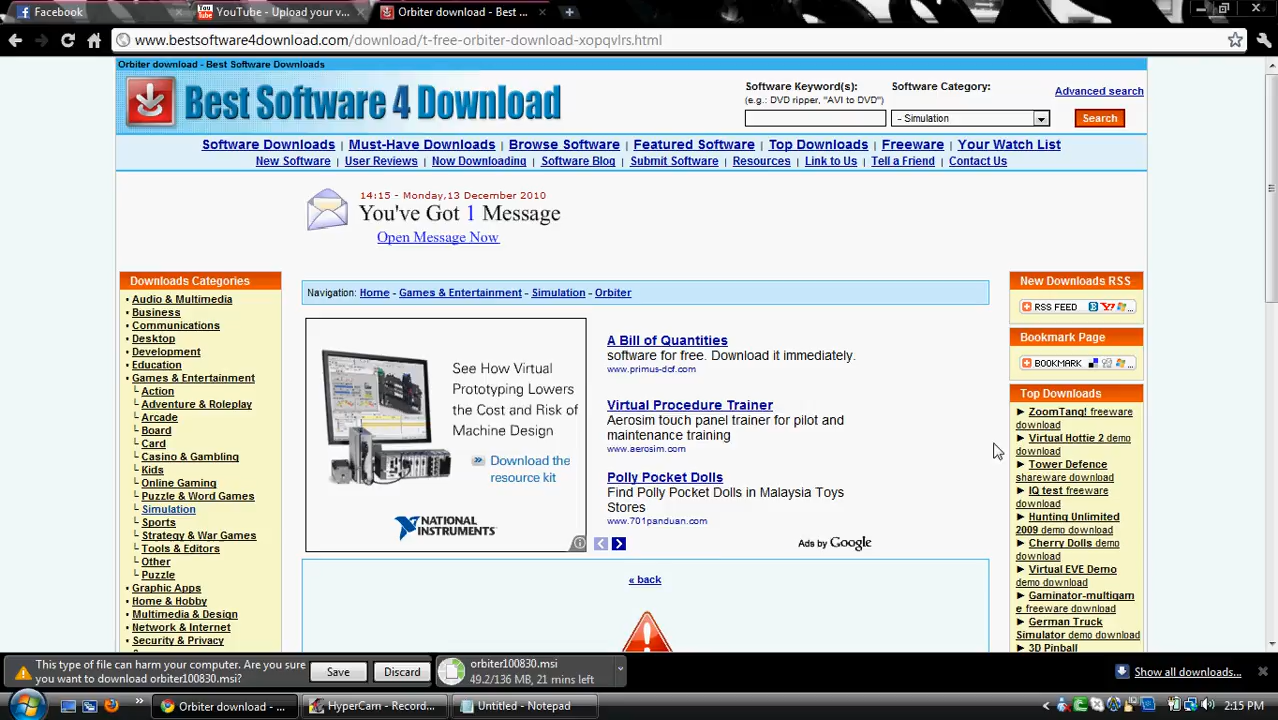 Facebook
YouTube - Upload your v...
Orbiter download - Best ...
www.bestsoftware4download.com/download/t-free-orbiter-download-xopqvlrs.html
Orbiter download - Best Software Downloads
Best Software 4 Download
Software Keyword(s):
(e.g.: DVD ripper, "AVI to DVD")
Software Category:
- Simulation
Advanced search
Search
Software Downloads | Must-Have Downloads | Browse Software | Featured Software | Top Downloads | Freeware | Your Watch List
New Software | User Reviews | Now Downloading | Software Blog | Submit Software | Resources | Link to Us | Tell a Friend | Contact Us
14:15 - Monday,13 December 2010
You've Got 1 Message
Open Message Now
Downloads Categories
• Audio & Multimedia
• Business
• Communications
• Desktop
• Development
• Education
• Games & Entertainment
Action
Adventure & Roleplay
Arcade
Board
Card
Casino & Gambling
Kids
Online Gaming
Puzzle & Word Games
Simulation
Sports
Strategy & War Games
Tools & Editors
Other
Puzzle
• Graphic Apps
• Home & Hobby
• Multimedia & Design
• Network & Internet
• Security & Privacy
Navigation: Home - Games & Entertainment - Simulation - Orbiter
See How Virtual
Prototyping Lowers
the Cost and Risk of
Machine Design
Download the
resource kit
NATIONAL
INSTRUMENTS
A Bill of Quantities
software for free. Download it immediately.
www.primus-dcf.com
Virtual Procedure Trainer
Aerosim touch panel trainer for pilot and
maintenance training
www.aerosim.com
Polly Pocket Dolls
Find Polly Pocket Dolls in Malaysia Toys
Stores
www.701panduan.com
Ads by Google
« back
New Downloads RSS
RSS FEED
Bookmark Page
BOOKMARK
Top Downloads
► ZoomTang! freeware
download
► Virtual Hottie 2 demo
download
► Tower Defence
shareware download
► IQ test freeware
download
► Hunting Unlimited
2009 demo download
► Cherry Dolls demo
download
► Virtual EVE Demo
demo download
► Gaminator-multigam
e freeware download
► German Truck
Simulator demo download
► 3D Pinball
This type of file can harm your computer. Are you sure
you want to download orbiter100830.msi?
Save
Discard
orbiter100830.msi
49.2/136 MB, 21 mins left
Show all downloads...
Orbiter download - ...
HyperCam - Record...
Untitled - Notepad
2:15 PM